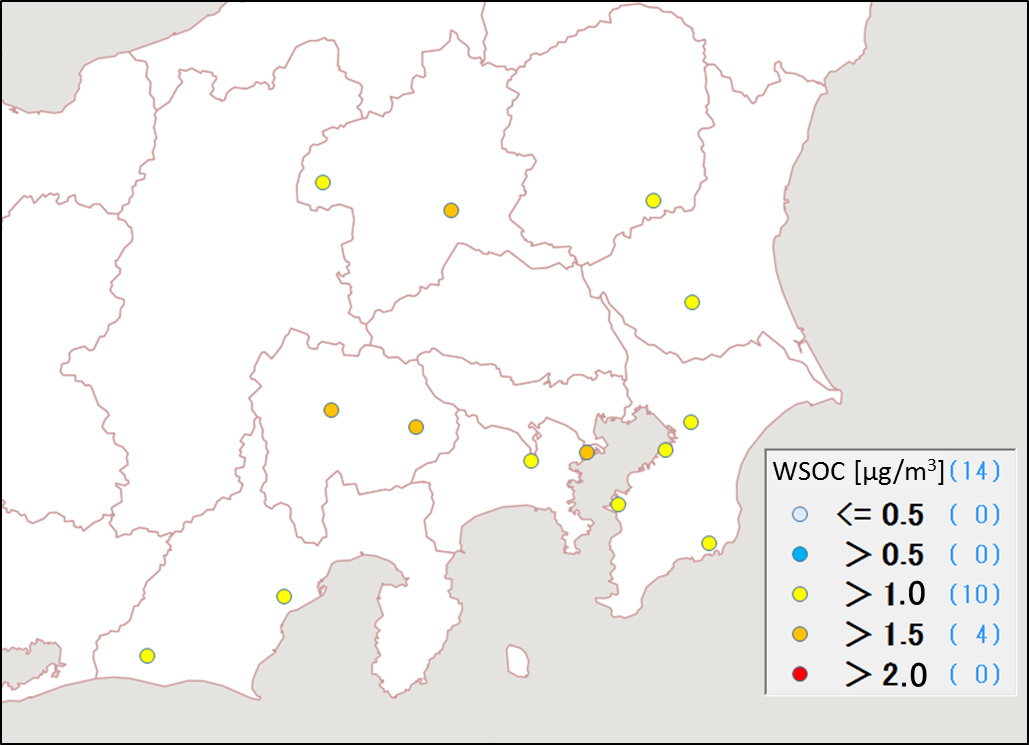 WSOC [μg/m³](14)
<= 0.5 ( 0)
> 0.5 ( 0)
> 1.0 (10)
> 1.5 ( 4)
> 2.0 ( 0)